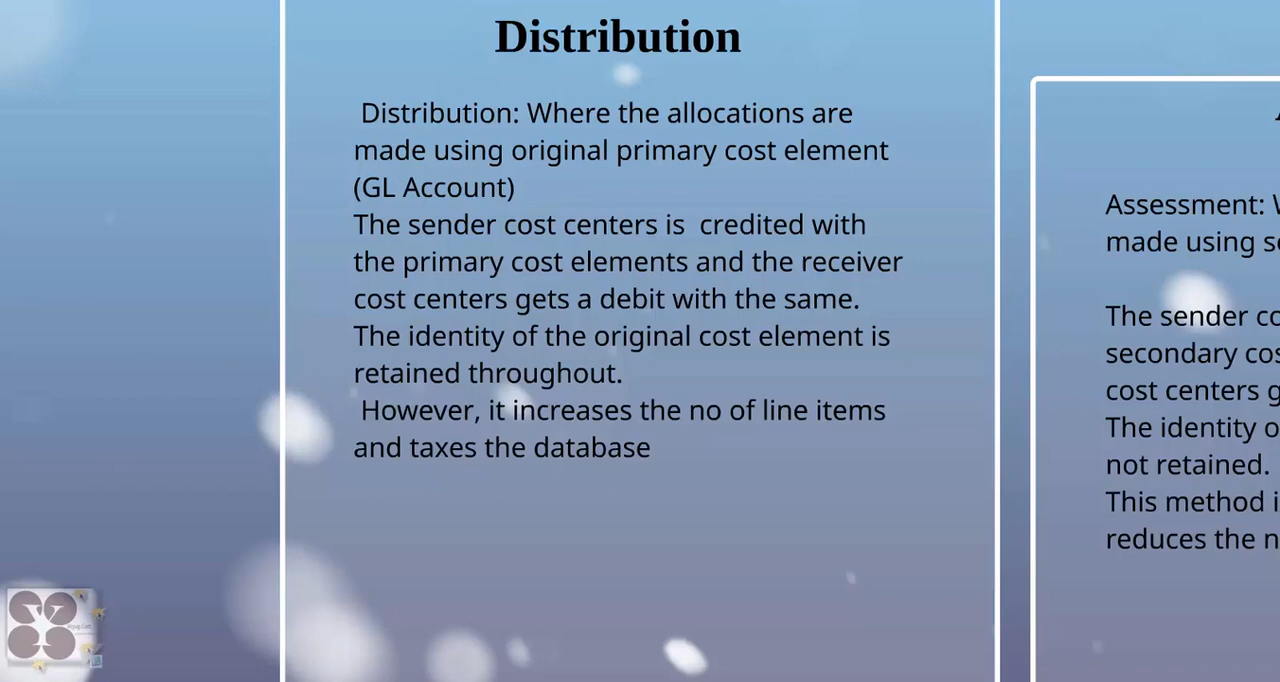 Distribution
Distribution: Where the allocations are
made using original primary cost element
(GL Account)
The sender cost centers is credited with
the primary cost elements and the receiver
cost centers gets a debit with the same.
The identity of the original cost element is
retained throughout.
However, it increases the no of line items
and taxes the database
Assessment:
made using
The sender
secondary
cost centers
The identity
not retained.
This method
reduces the